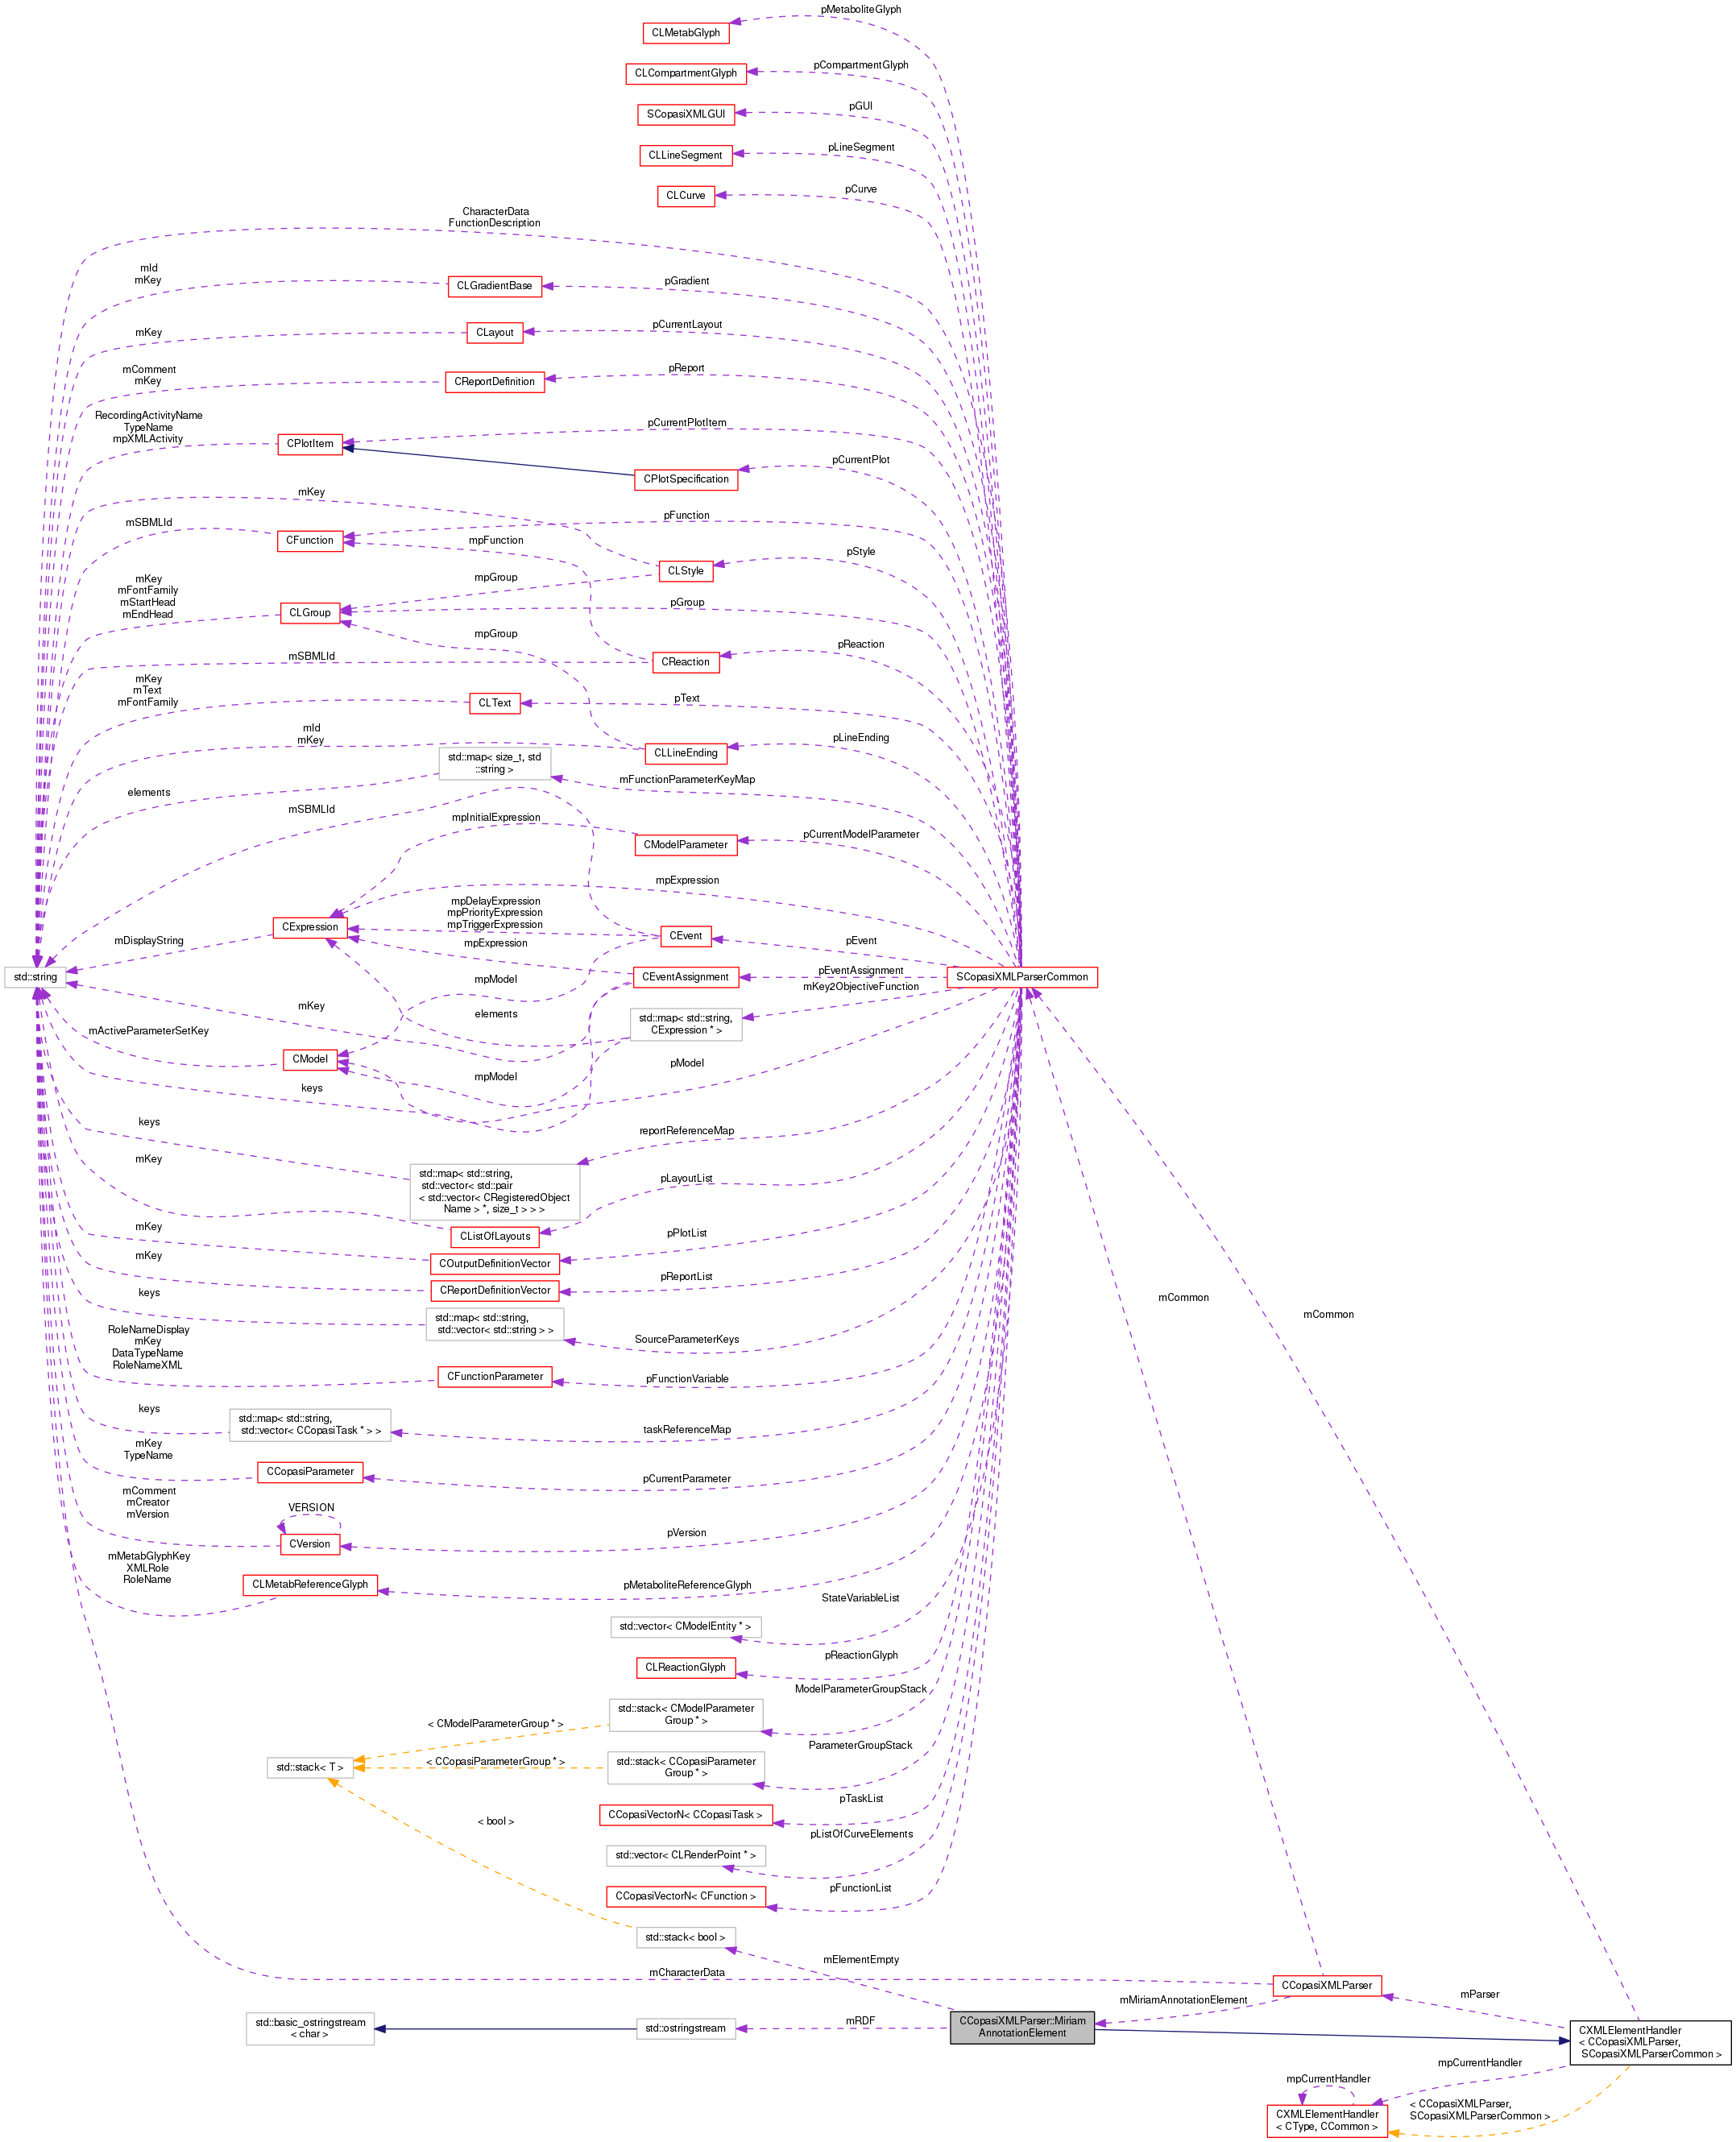 pMetaboliteGlyph
CLMetabGlyph
pCompartmentGlyph
CLCompartmentGlyph
pGUI
SCopasiXMLGUI
pLineSegment
CLLineSegment
pCurve
CLCurve
CharacterData
FunctionDescription
mId
mKey
CLGradientBase
pGradient
mKey
CLayout
pCurrentLayout
mComment
mKey
CReportDefinition
pReport
RecordingActivityName
TypeName
mpXMLActivity
CPlotItem
pCurrentPlotItem
pCurrentPlot
CPlotSpecification
mKey
mSBMLId
CFunction
mpFunction
pFunction
pStyle
CLStyle
mpGroup
mKey
mFontFamily
mStartHead
mEndHead
CLGroup
pGroup
mpGroup
pReaction
CReaction
mSBMLId
mKey
mText
mFontFamily
CLText
pText
mId
mKey
pLineEnding
CLLineEnding
std::map< size_t, std
::string >
mFunctionParameterKeyMap
elements
mSBMLId
mpInitialExpression
pCurrentModelParameter
CModelParameter
mpExpression
mpDelayExpression
mpPriorityExpression
mpTriggerExpression
CExpression
mDisplayString
mpExpression
CEvent
pEvent
std::string
pEventAssignment
CEventAssignment
SCopasiXMLParserCommon
mpModel
mKey2ObjectiveFunction
mKey
elements
std::map< std::string,
CExpression * >
mActiveParameterSetKey
CModel
mpModel
pModel
keys
keys
reportReferenceMap
std::map< std::string,
std::vector< std::pair
< std::vector< CRegisteredObject
Name > *, size_t > > >
mKey
pLayoutList
CListOfLayouts
mKey
pPlotList
COutputDefinitionVector
mKey
pReportList
CReportDefinitionVector
keys
std::map< std::string,
std::vector< std::string > >
SourceParameterKeys
RoleNameDisplay
mKey
DataTypeName
RoleNameXML
CFunctionParameter
pFunctionVariable
keys
std::map< std::string,
std::vector< CCopasiTask * > >
taskReferenceMap
mKey
TypeName
CCopasiParameter
pCurrentParameter
mComment
mCreator
mVersion
VERSION
CVersion
pVersion
mMetabGlyphKey
XMLRole
RoleName
CLMetabReferenceGlyph
pMetaboliteReferenceGlyph
StateVariableList
std::vector< CModelEntity * >
pReactionGlyph
CLReactionGlyph
ModelParameterGroupStack
std::stack< CModelParameter
Group * >
< CModelParameterGroup * >
ParameterGroupStack
std::stack< CCopasiParameter
Group * >
< CCopasiParameterGroup * >
std::stack< T >
pTaskList
CCopasiVectorN< CCopasiTask >
< bool >
pListOfCurveElements
std::vector< CLRenderPoint * >
pFunctionList
CCopasiVectorN< CFunction >
std::stack< bool >
mElementEmpty
mCharacterData
CCopasiXMLParser
mCommon
mCommon
mParser
mMiriamAnnotationElement
std::basic_ostringstream
< char >
std::ostringstream
mRDF
CCopasiXMLParser::Miriam
AnnotationElement
CXMLElementHandler
< CCopasiXMLParser,
SCopasiXMLParserCommon >
mpCurrentHandler
mpCurrentHandler
CXMLElementHandler
< CType, CCommon >
< CCopasiXMLParser,
SCopasiXMLParserCommon >